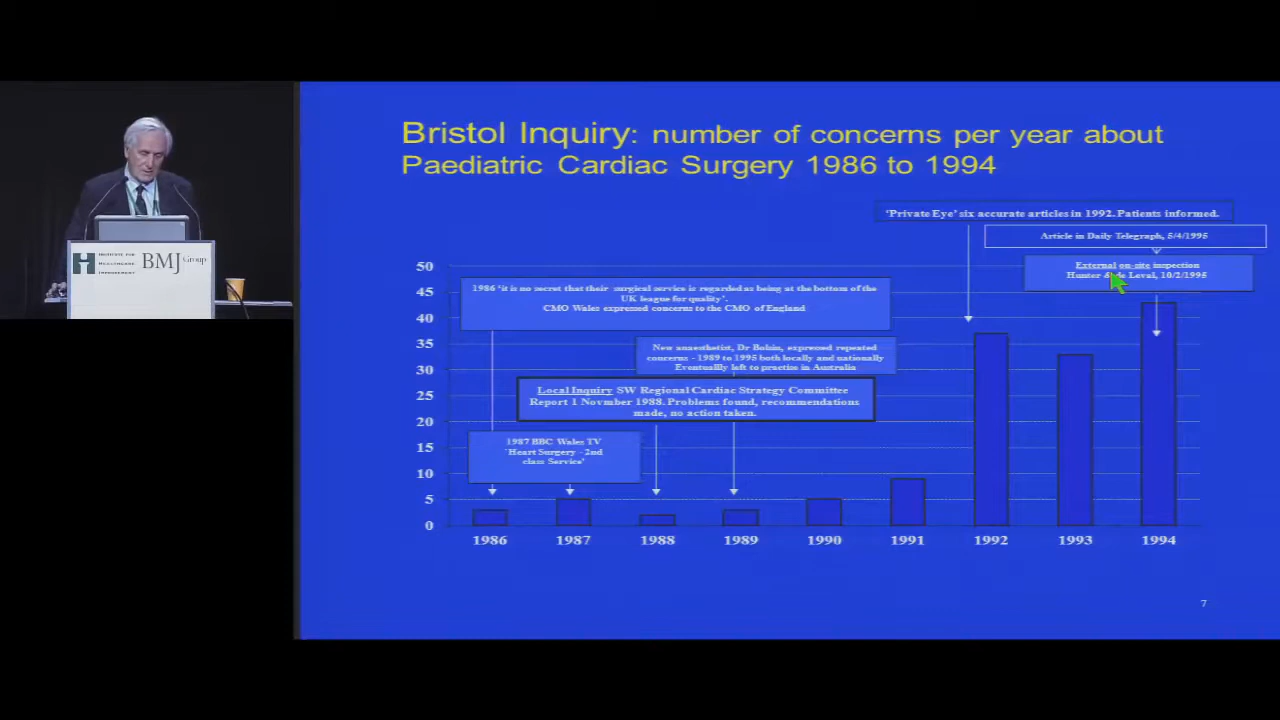 Bristol Inquiry: number of concerns per year about
Paediatric Cardiac Surgery 1986 to 1994
'Private Eye' six accurate articles in 1992. Patients informed.
Article in Daily Telegraph, 5/4/1995
External on-site inspection
Hunter & de Leval, 10/2/1995
1986 'it is no secret that their surgical service is regarded as being at the bottom of the
UK league for quality'.
CMO Wales expressed concerns to the CMO of England
New anaesthetist, Dr Bolsin, expressed repeated
concerns - 1989 to 1995 both locally and nationally
Eventually left to practise in Australia
Local Inquiry SW Regional Cardiac Strategy Committee
Report 1 Novmber 1988. Problems found, recommendations
made, no action taken.
1987 BBC Wales TV
'Heart Surgery - 2nd
class Service'
50
45
40
35
30
25
20
15
10
5
0
1986 1987 1988 1989 1990 1991 1992 1993 1994
7
INSTITUTE FOR
HEALTHCARE
IMPROVEMENT
BMJ Group